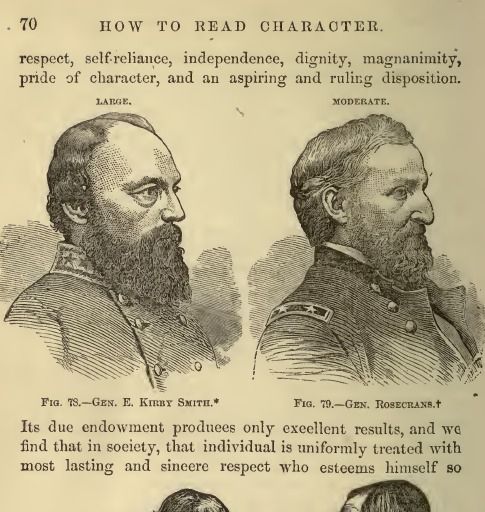 70 HOW TO READ CHARACTER.
respect, self-reliance, independence, dignity, magnanimity,
pride of character, and an aspiring and ruling disposition.
LARGE. MODERATE.
FIG. 78.—GEN. E. KIRBY SMITH.* FIG. 79.—GEN. ROSECRANS.†
Its due endowment produces only excellent results, and we
find that in society, that individual is uniformly treated with
most lasting and sincere respect who esteems himself so